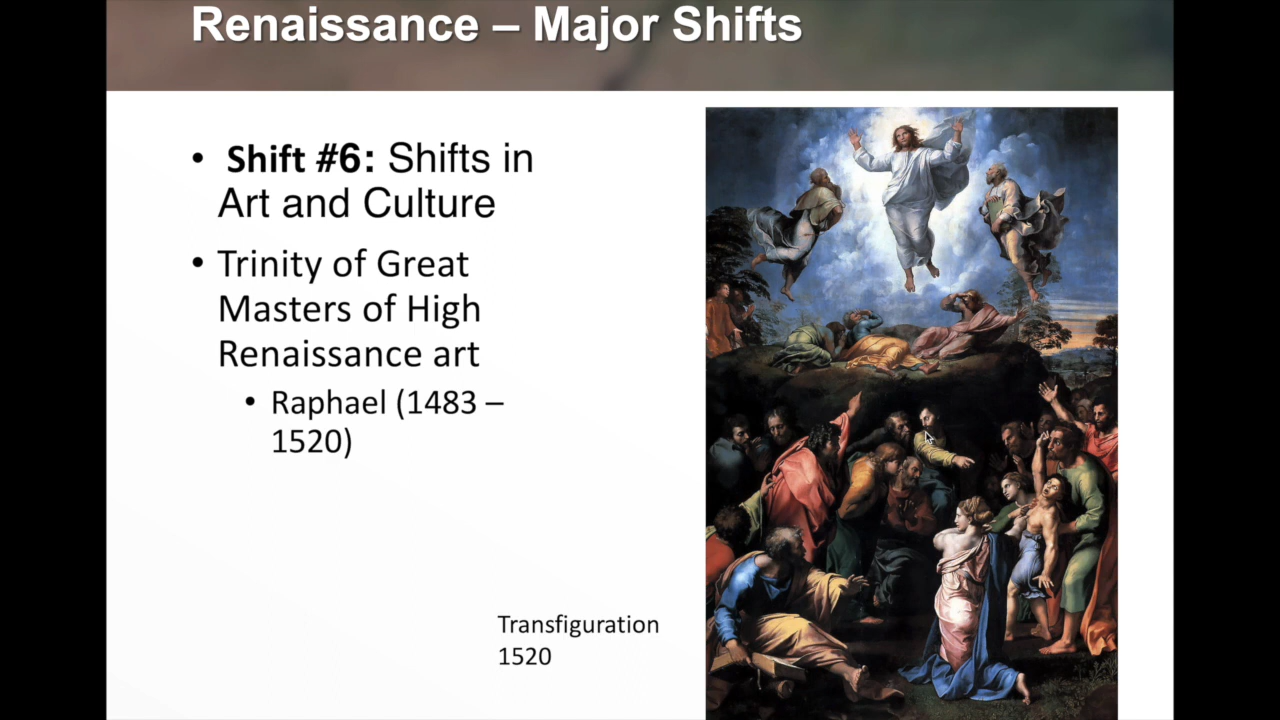 Renaissance – Major Shifts
• Shift #6: Shifts in
Art and Culture
• Trinity of Great
Masters of High
Renaissance art
• Raphael (1483 –
1520)
Transfiguration
1520